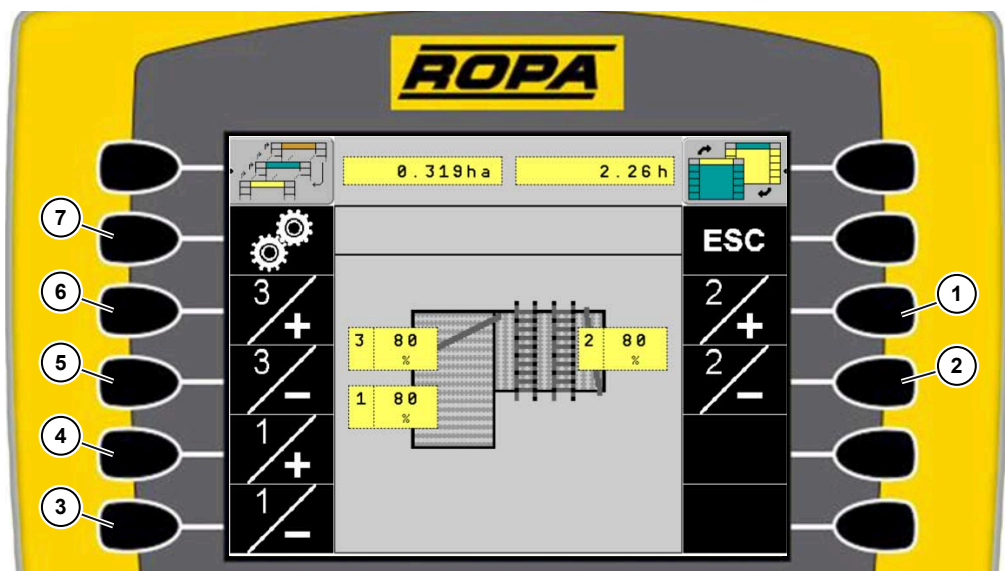 ROPA
0.319ha 2.26h
7
ESC
6 3/+ 2/+ 1
3 80 % 2 80 %
5 3/- 2/- 2
1 80 %
4 1/+
3 1/-